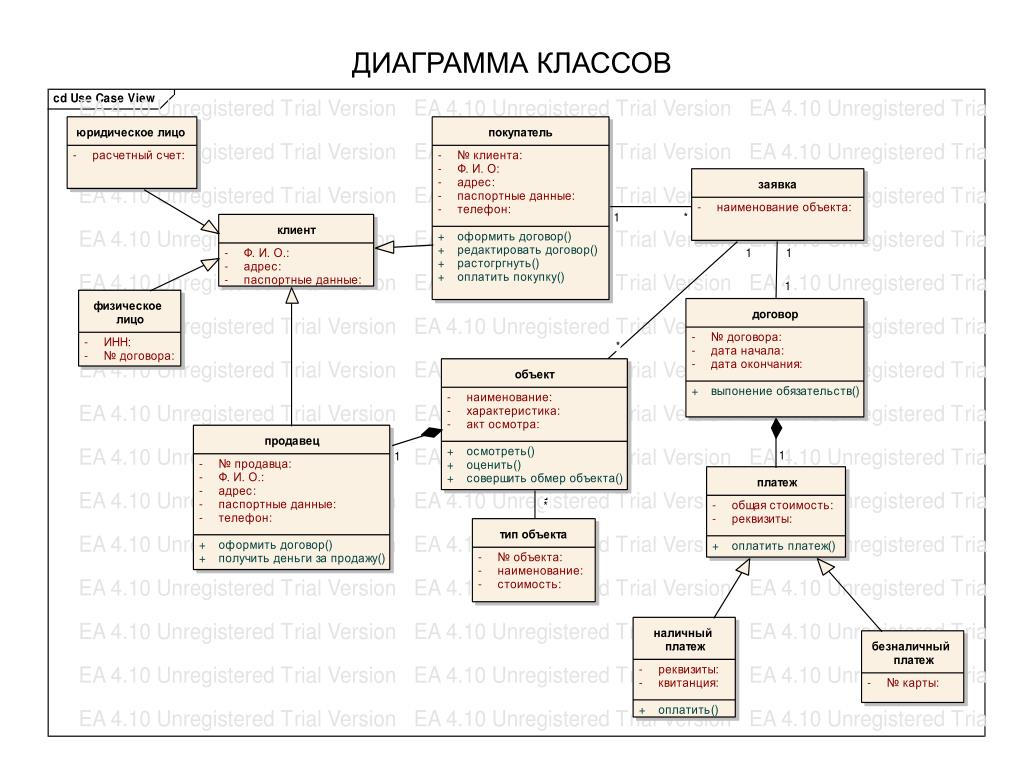 ДИАГРАММА КЛАССОВ
cd Use Case View
юридическое лицо
- расчетный счет:
клиент
- Ф. И. О.:
- адрес:
- паспортные данные:
физическое
лицо
- ИНН:
- № договора:
покупатель
- № клиента:
- Ф. И. О:
- адрес:
- паспортные данные:
- телефон:
+ оформить договор()
+ редактировать договор()
+ растогргнуть()
+ оплатить покупку()
1
*
заявка
- наименование объекта:
1
1
*
1
договор
- № договора:
- дата начала:
- дата окончания:
+ выпонение обязательств()
объект
- наименование:
- характеристика:
- акт осмотра:
+ осмотреть()
+ оценить()
+ совершить обмер объекта()
1
*
продавец
- № продавца:
- Ф. И. О:
- адрес:
- паспортные данные:
- телефон:
+ оформить договор()
+ получить деньги за продажу()
тип объекта
- № объекта:
- наименование:
- стоимость:
1
платеж
- общая стоимость:
- реквизиты:
+ оплатить платеж()
наличный
платеж
- реквизиты:
- квитанция:
+ оплатить()
безналичный
платеж
- № карты:
EA 4.10 Unregistered Trial Version EA 4.10 Unregistered Trial Version EA 4.10 Unregistered Tria